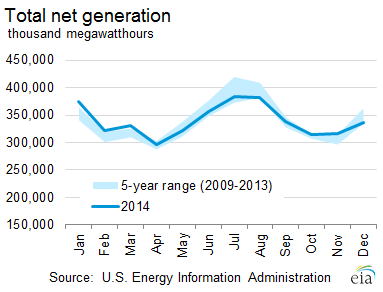 Total net generation
thousand megawatthours
450,000
400,000
350,000
300,000
250,000
200,000
150,000
5-year range (2009-2013)
2014
Jan
Feb
Mar
Apr
May
Jun
Jul
Aug
Sep
Oct
Nov
Dec
Source: U.S. Energy Information Administration
eia